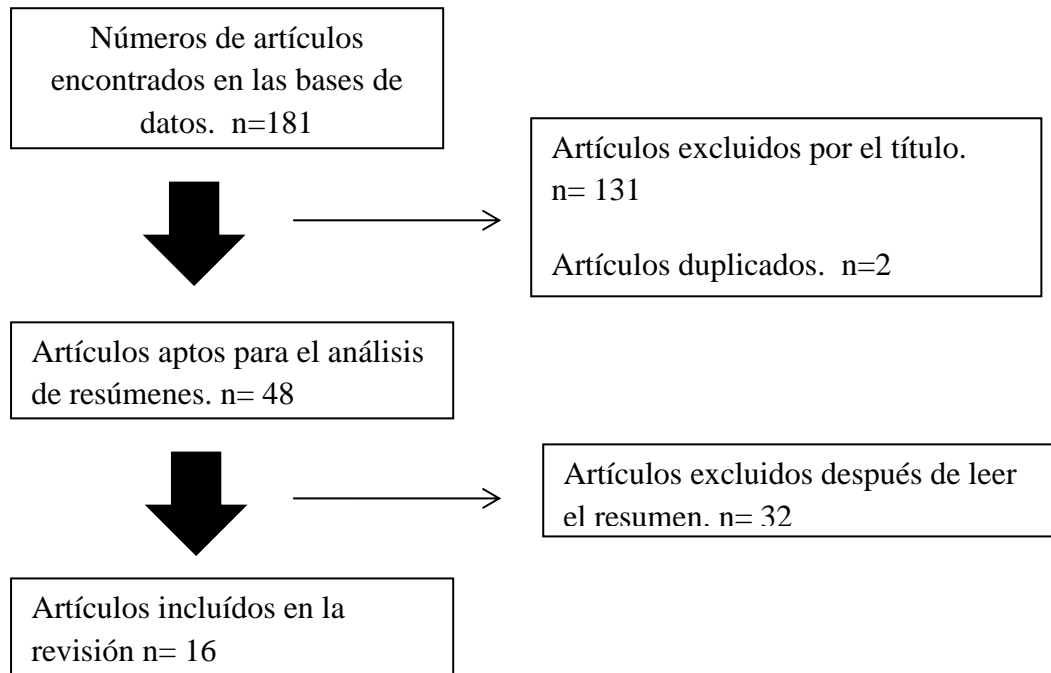 Números de artículos
encontrados en las bases de
datos. n=181
Artículos excluidos por el título.
n= 131
Artículos duplicados. n=2
Artículos aptos para el análisis
de resúmenes. n= 48
Artículos excluidos después de leer
el resumen. n= 32
Artículos incluídos en la
revisión n= 16